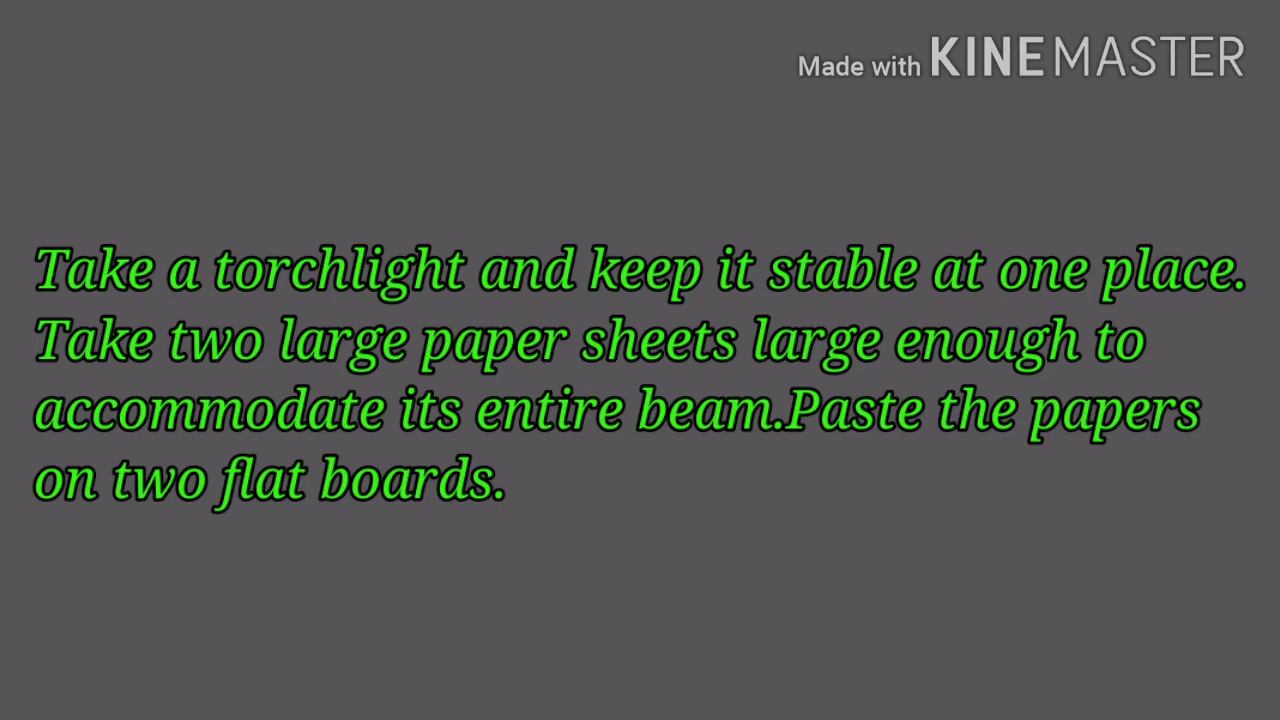 Made with KINEMASTER
Take a torchlight and keep it stable at one place.
Take two large paper sheets large enough to
accommodate its entire beam.Paste the papers
on two flat boards.